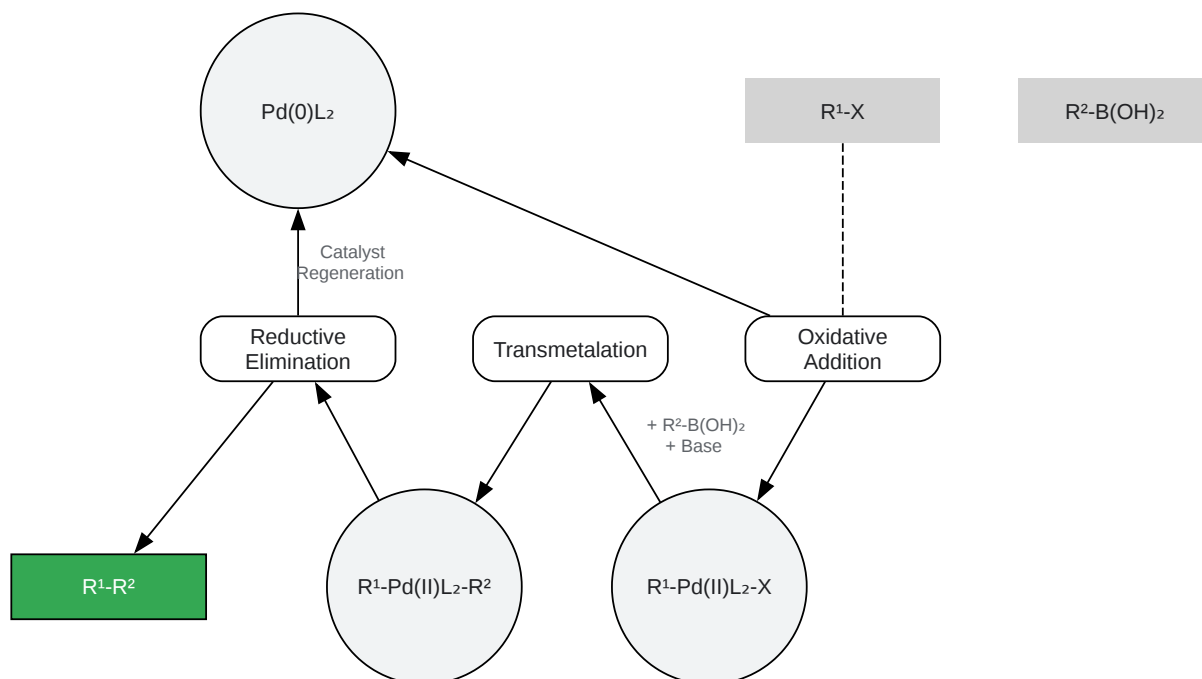 Pd(0)L₂
R¹-X
R²-B(OH)₂
Catalyst
Regeneration
Reductive
Elimination
Transmetalation
Oxidative
Addition
+ R²-B(OH)₂
+ Base
R¹-R²
R¹-Pd(II)L₂-R²
R¹-Pd(II)L₂-X